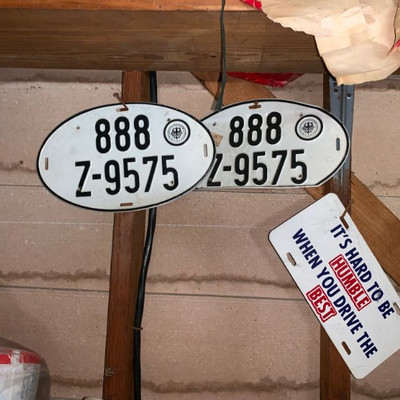 888
Z-9575
888
Z-9575
IT'S HARD TO BE
HUMBLE
WHEN YOU DRIVE THE
BEST